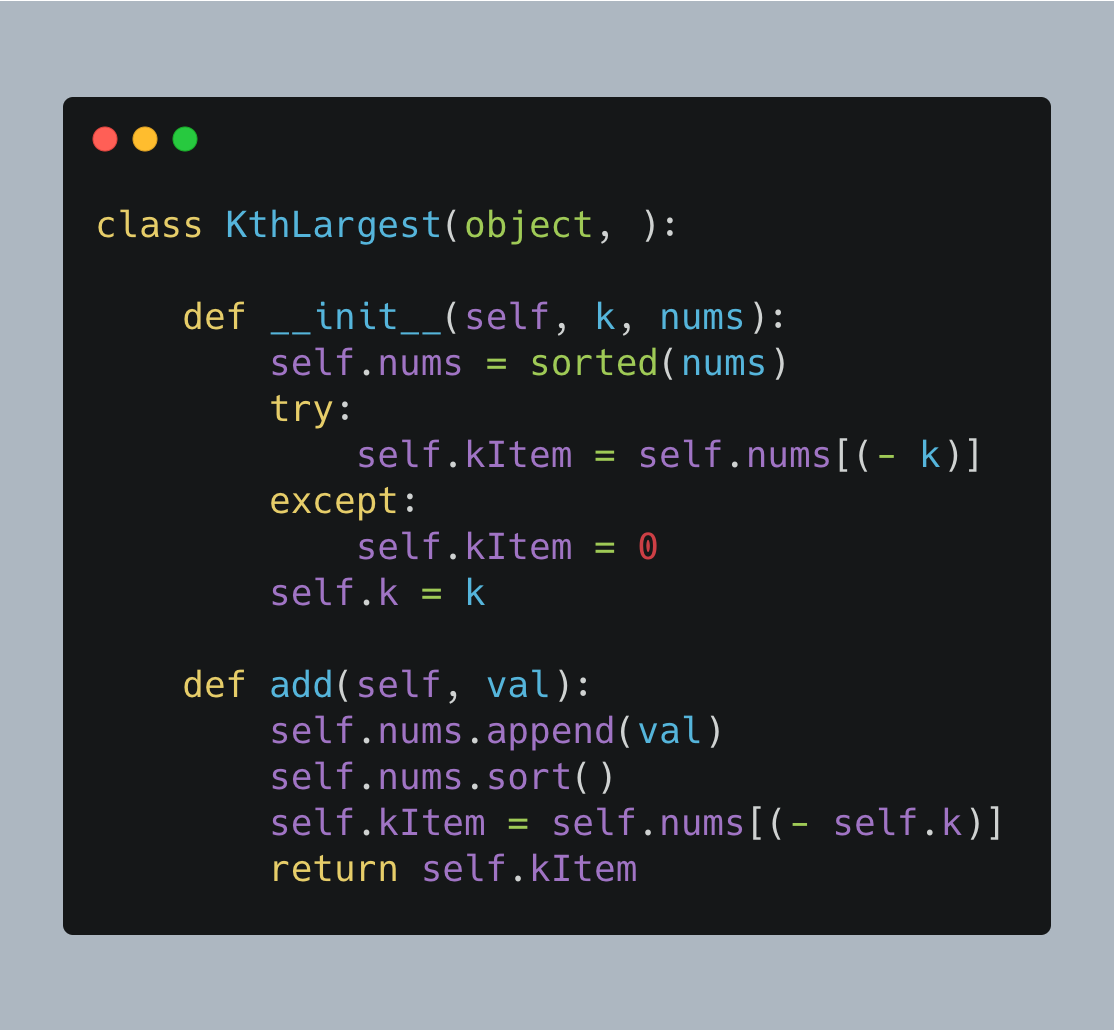 class KthLargest(object, ):
    def __init__(self, k, nums):
        self.nums = sorted(nums)
        try:
            self.kItem = self.nums[(- k)]
        except:
            self.kItem = 0
        self.k = k
    def add(self, val):
        self.nums.append(val)
        self.nums.sort()
        self.kItem = self.nums[(- self.k)]
        return self.kItem